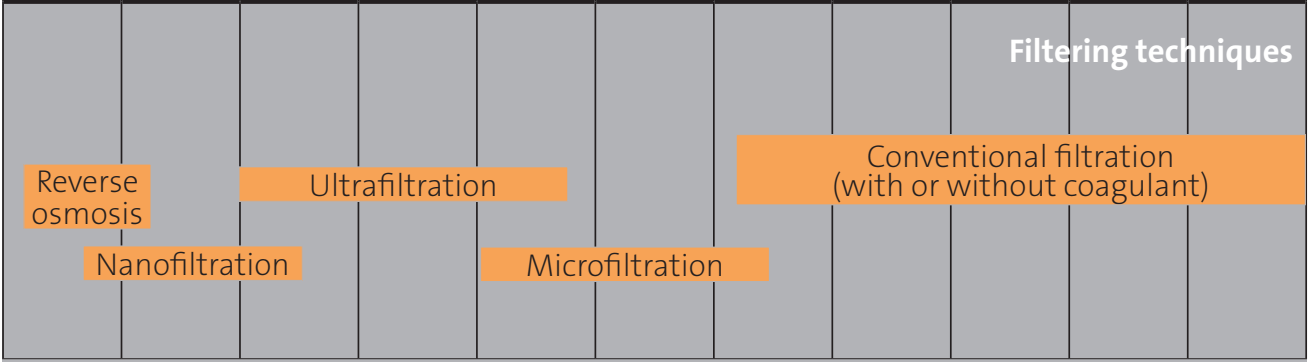 Filtering techniques
Conventional filtration
(with or without coagulant)
Reverse
osmosis
Ultrafiltration
Nanofiltration
Microfiltration